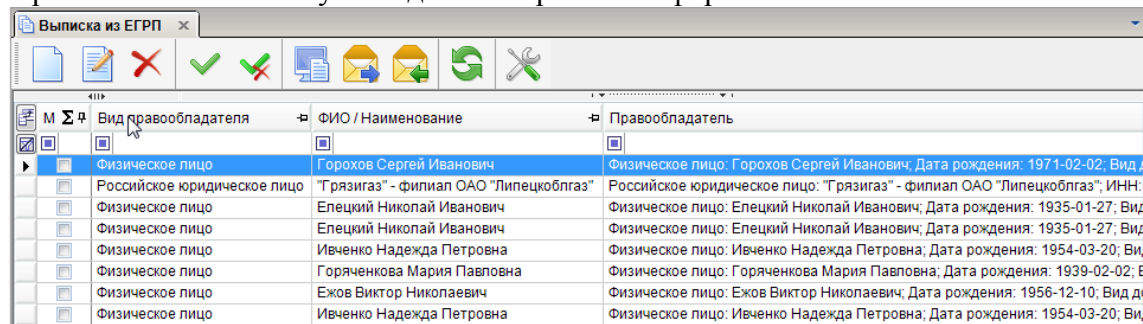 Выписка из ЕГРП
М Σ Вид правообладателя ФИО / Наименование Правообладатель
Физическое лицо Горохов Сергей Иванович Физическое лицо: Горохов Сергей Иванович; Дата рождения: 1971-02-02; Вид
Российское юридическое лицо "Грязигаз" - филиал ОАО "Липецкоблгаз" Российское юридическое лицо: "Грязигаз" - филиал ОАО "Липецкоблгаз"; ИНН:
Физическое лицо Елецкий Николай Иванович Физическое лицо: Елецкий Николай Иванович; Дата рождения: 1935-01-27; Вид
Физическое лицо Елецкий Николай Иванович Физическое лицо: Елецкий Николай Иванович; Дата рождения: 1935-01-27; Вид
Физическое лицо Ивченко Надежда Петровна Физическое лицо: Ивченко Надежда Петровна; Дата рождения: 1954-03-20; Ви
Физическое лицо Горяченкова Мария Павловна Физическое лицо: Горяченкова Мария Павловна; Дата рождения: 1939-02-02;
Физическое лицо Ежов Виктор Николаевич Физическое лицо: Ежов Виктор Николаевич; Дата рождения: 1956-12-10; Вид д
Физическое лицо Ивченко Надежда Петровна Физическое лицо: Ивченко Надежда Петровна; Дата рождения: 1954-03-20; Ви